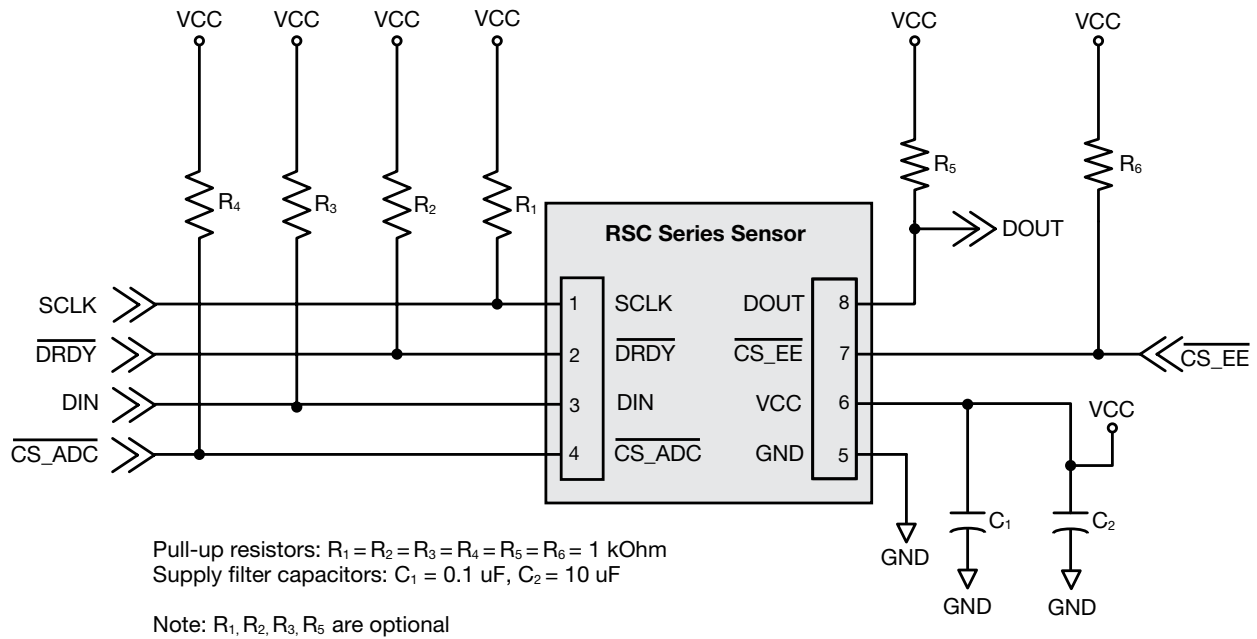 VCC VCC VCC VCC VCC VCC
R₄ R₃ R₂ R₁ R₅ R₆
RSC Series Sensor
DOUT
SCLK 1 SCLK DOUT 8
DRDY 2 DRDY CS_EE 7 CS_EE
DIN 3 DIN VCC 6 VCC
CS_ADC 4 CS_ADC GND 5
C₁ C₂
GND
GND GND
Pull-up resistors: R₁ = R₂ = R₃ = R₄ = R₅ = R₆ = 1 kOhm
Supply filter capacitors: C₁ = 0.1 uF, C₂ = 10 uF
Note: R₁, R₂, R₃, R₅ are optional